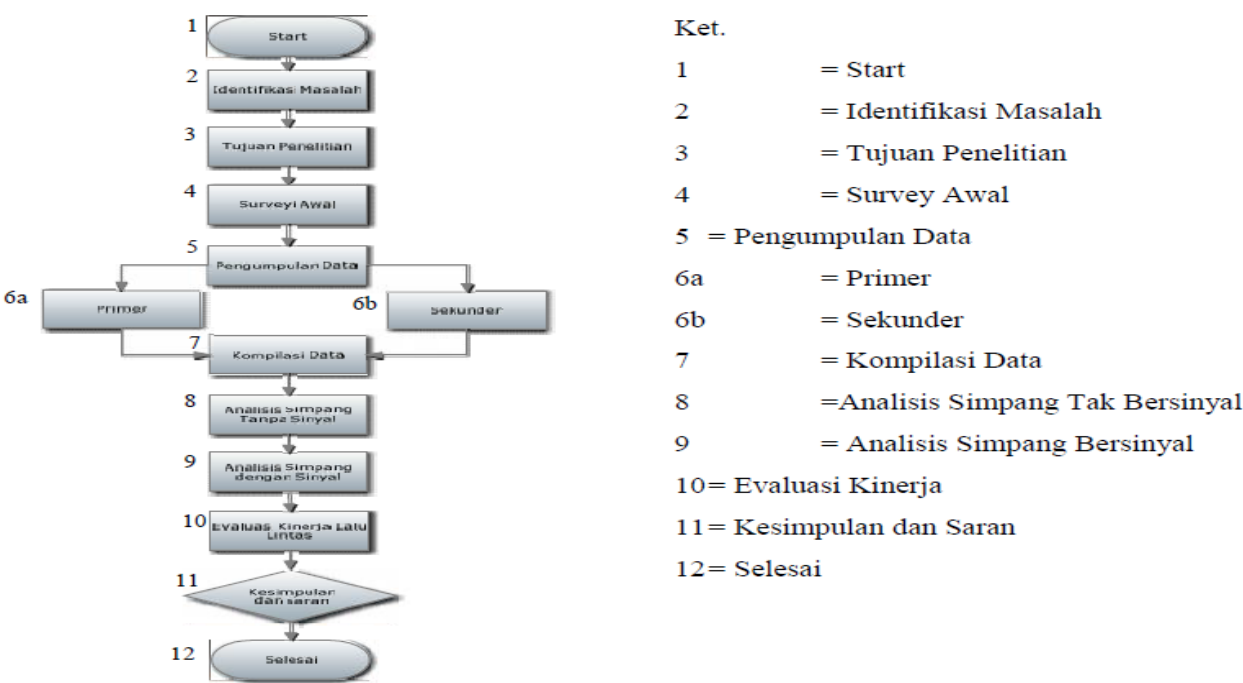 1
Start
2
Identifikasi Masalah
3
Tujuan Penelitian
4
Surveyi Awal
5
Pengumpulan Data
6a
Primer
6b
Sekunder
7
Kompilasi Data
8
Analisis Simpang
Tanpa Sinyal
9
Analisis Simpang
dengan Sinyal
10
Evaluasi Kinerja Lalu
Lintas
11
Kesimpulan
dan saran
12
Selesai
Ket.
1 = Start
2 = Identifikasi Masalah
3 = Tujuan Penelitian
4 = Survey Awal
5 = Pengumpulan Data
6a = Primer
6b = Sekunder
7 = Kompilasi Data
8 =Analisis Simpang Tak Bersinyal
9 = Analisis Simpang Bersinyal
10= Evaluasi Kinerja
11= Kesimpulan dan Saran
12= Selesai